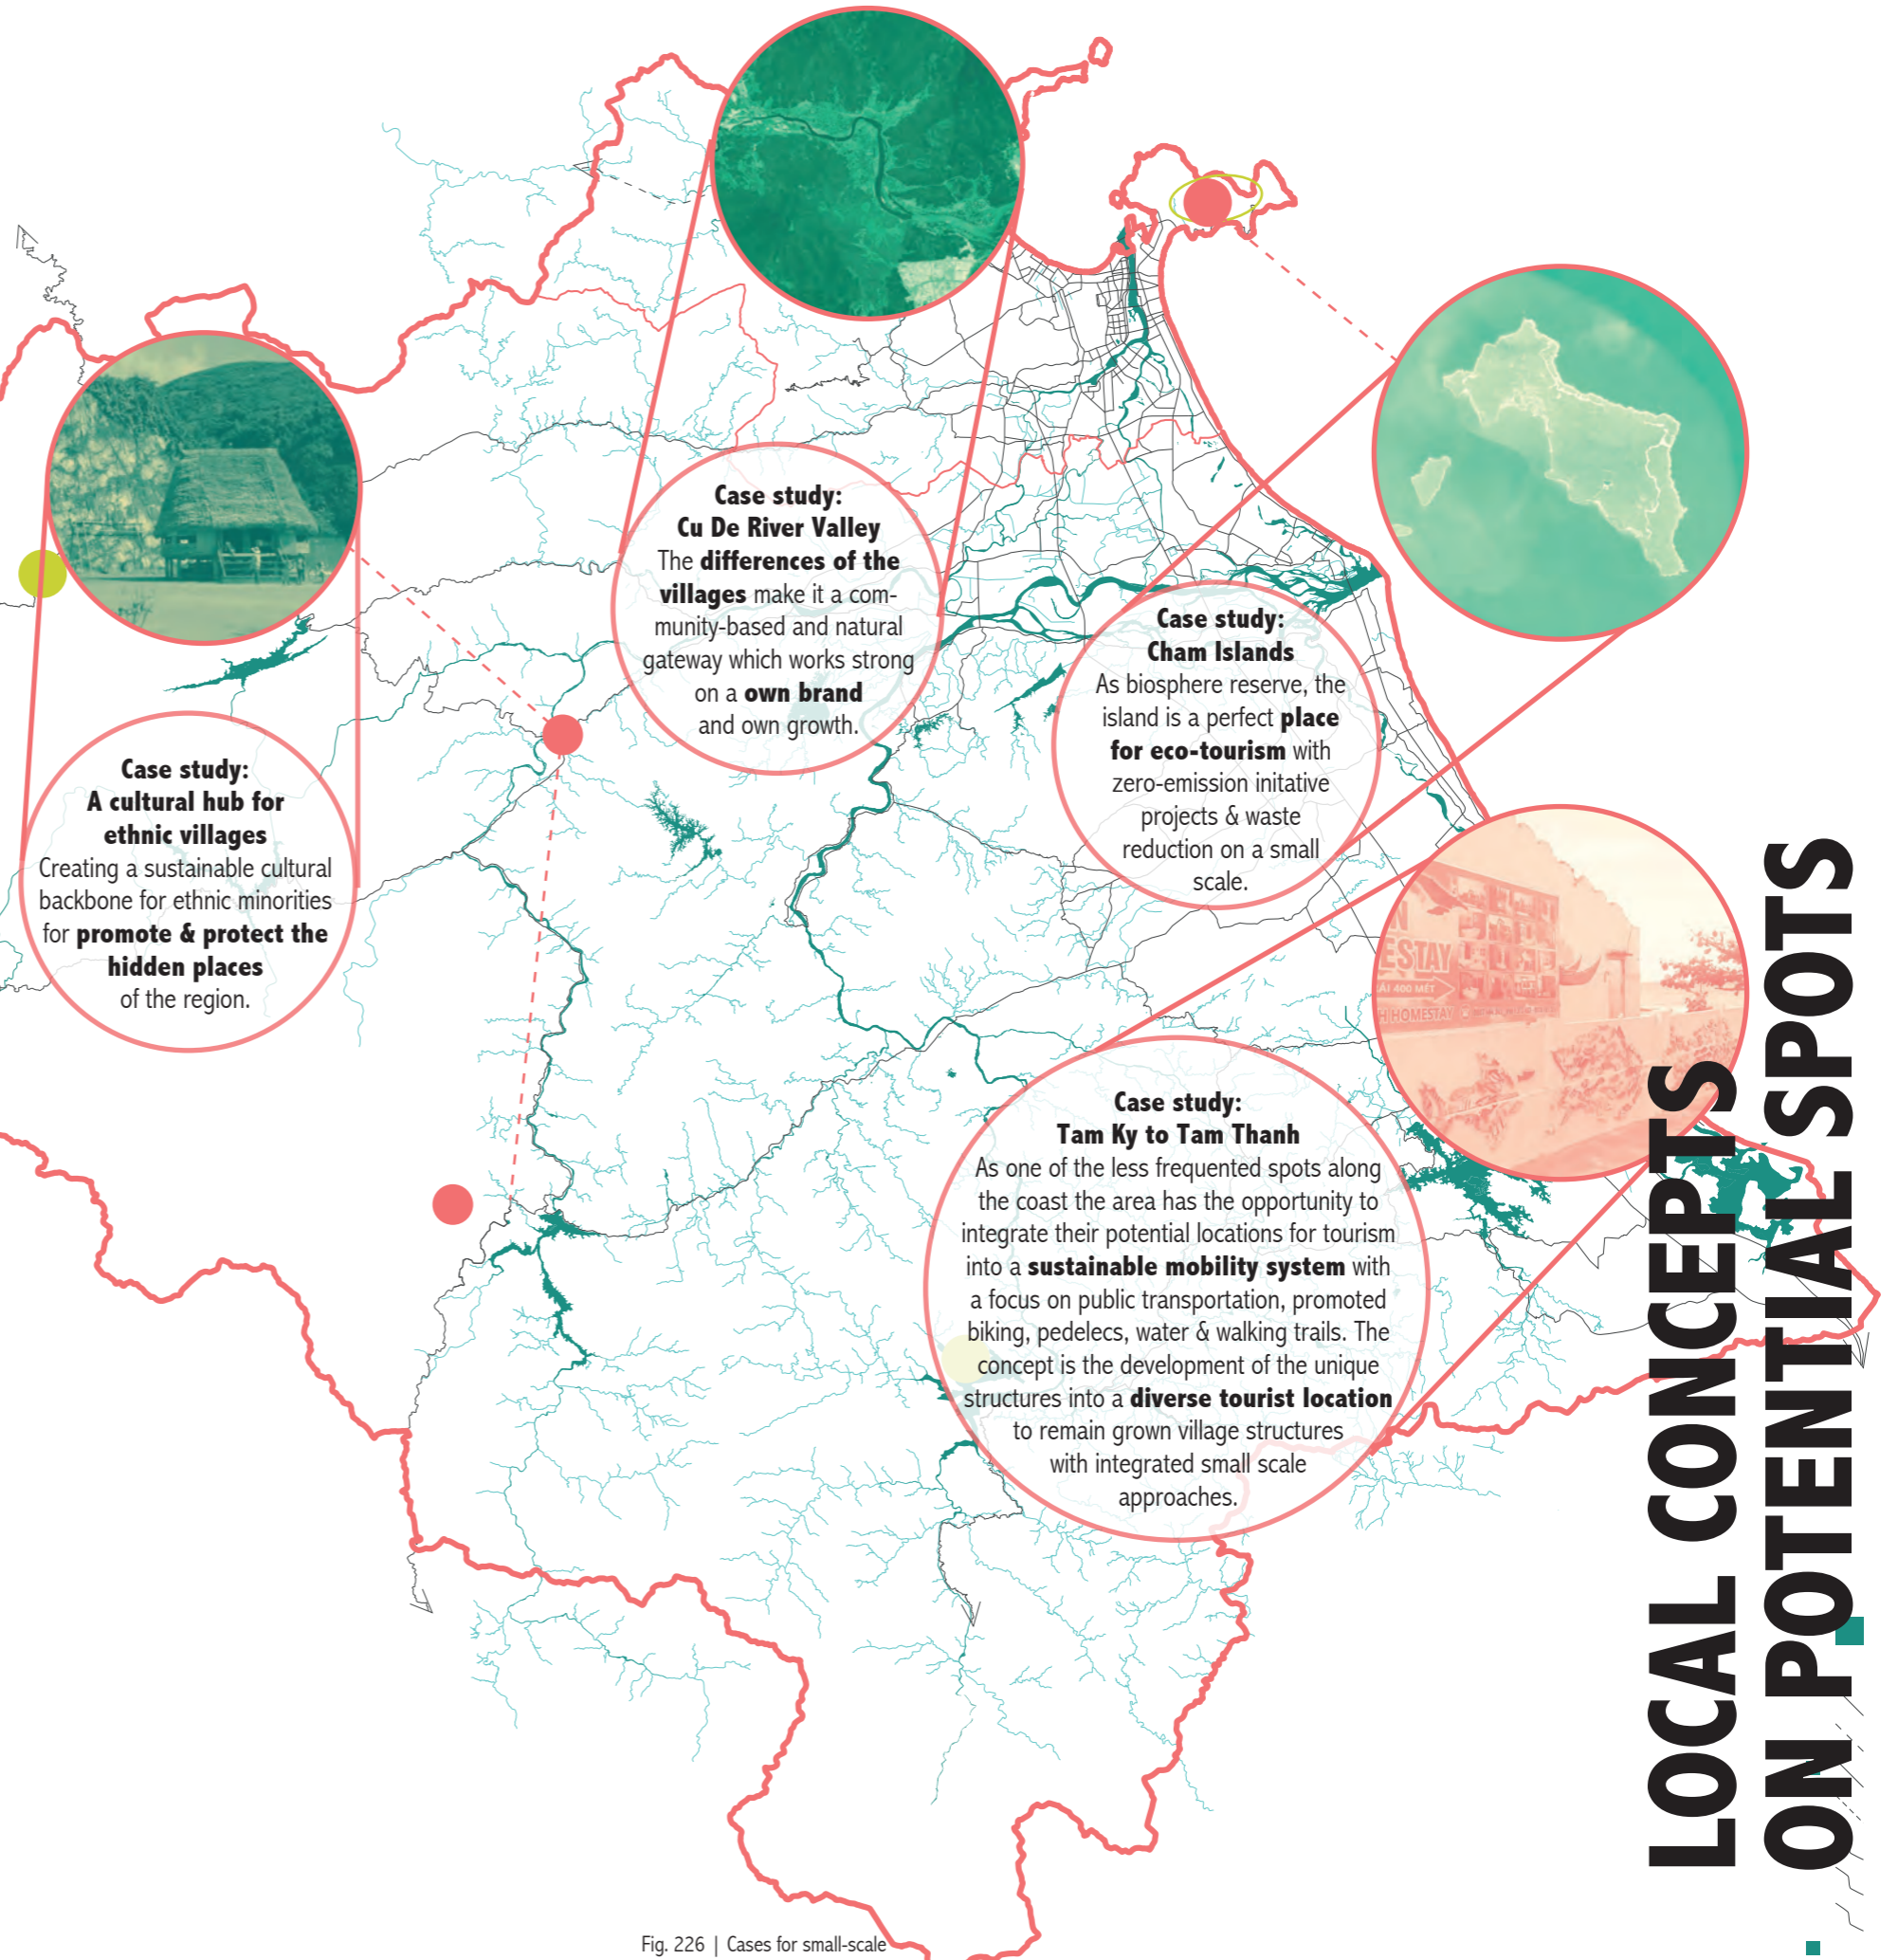 Case study:
A cultural hub for
ethnic villages
Creating a sustainable cultural
backbone for ethnic minorities
for promote & protect the
hidden places
of the region.
Case study:
Cu De River Valley
The differences of the
villages make it a com-
munity-based and natural
gateway which works strong
on a own brand
and own growth.
Case study:
Cham Islands
As biosphere reserve, the
island is a perfect place
for eco-tourism with
zero-emission initative
projects & waste
reduction on a small
scale.
ESTAY
400 MÉT
H HOMESTAY
Case study:
Tam Ky to Tam Thanh
As one of the less frequented spots along
the coast the area has the opportunity to
integrate their potential locations for tourism
into a sustainable mobility system with
a focus on public transportation, promoted
biking, pedelecs, water & walking trails. The
concept is the development of the unique
structures into a diverse tourist location
to remain grown village structures
with integrated small scale
approaches.
LOCAL CONCEPTS
ON POTENTIAL SPOTS
Fig. 226 | Cases for small-scale